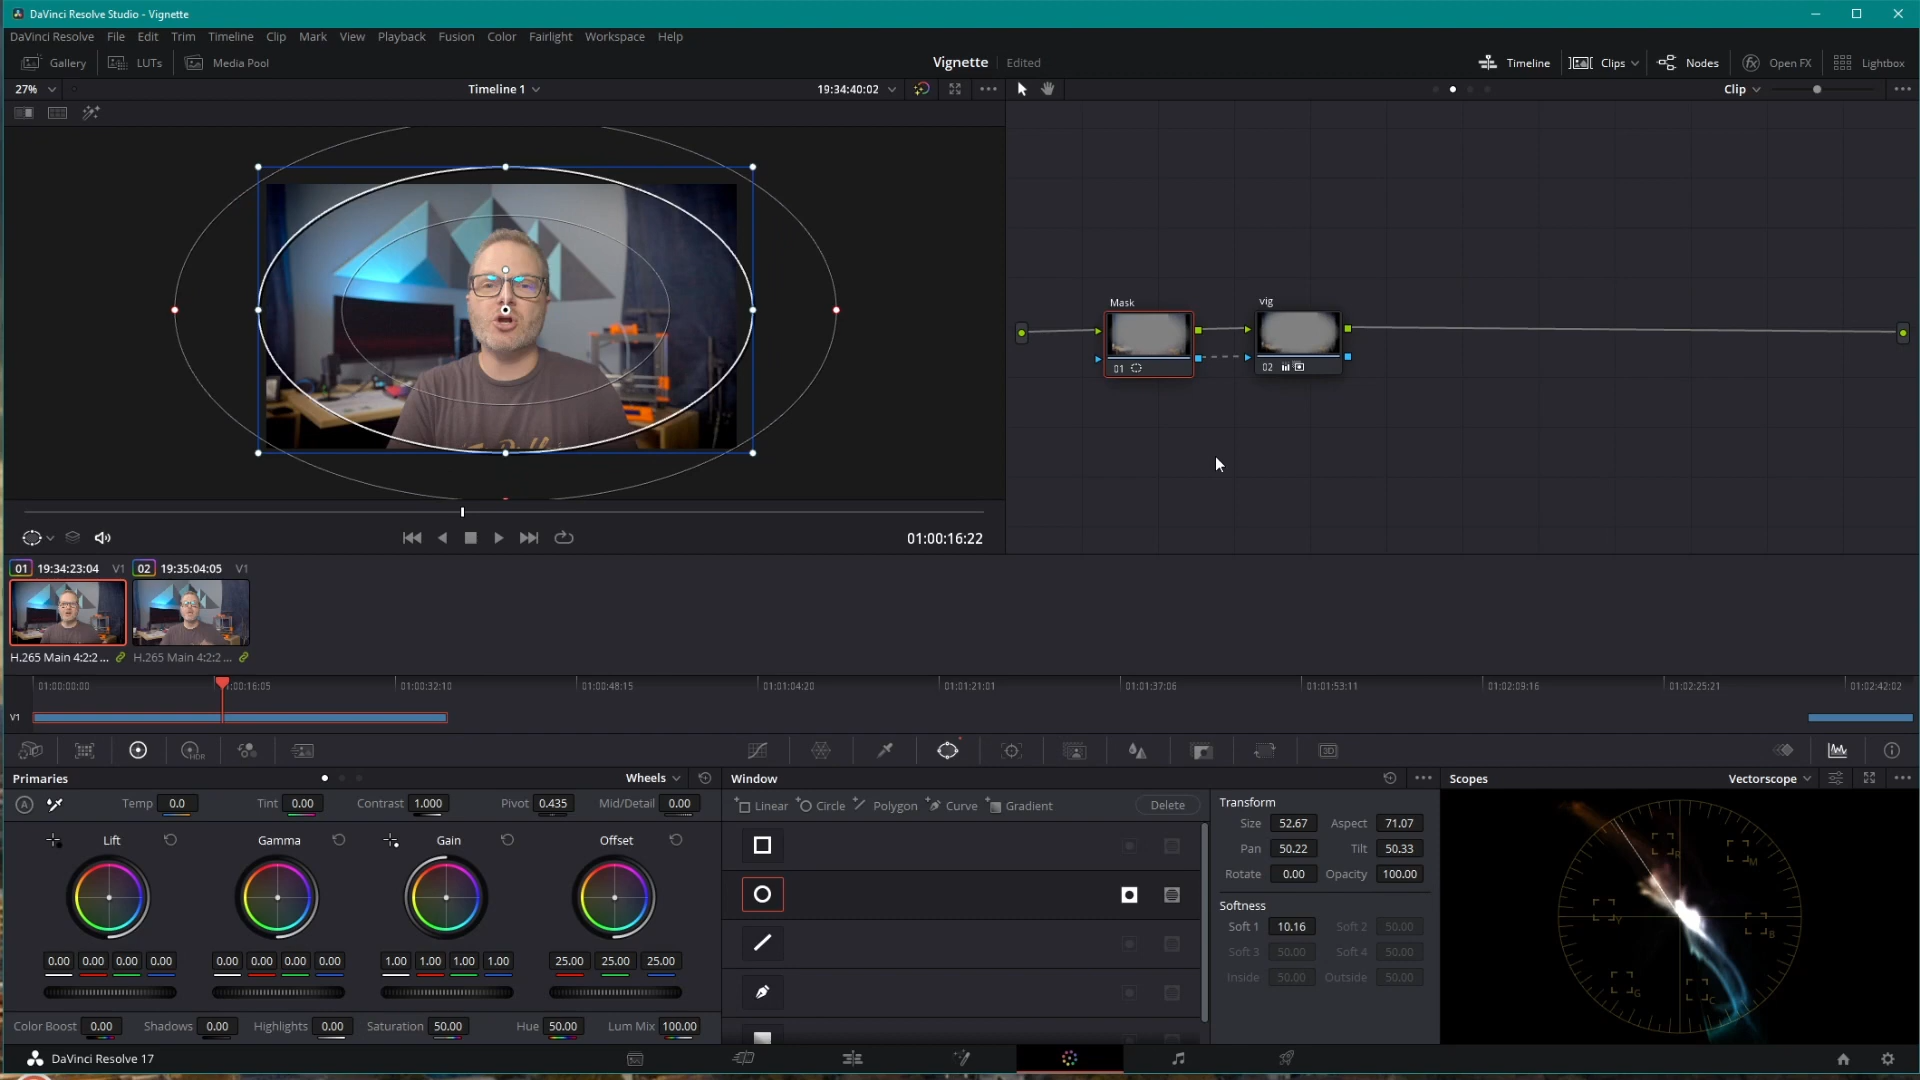 DaVinci Resolve Studio - Vignette
DaVinci Resolve File Edit Trim Timeline Clip Mark View Playback Fusion Color Fairlight Workspace Help
Gallery LUTs Media Pool Vignette Edited Timeline Clips Nodes fx Open FX Lightbox
27% Timeline 1 19:34:40:02 Clip
Mask vig
01 02
01:00:16:22
01 19:34:23:04 V1 02 19:35:04:05 V1
H.265 Main 4:2:2 ... H.265 Main 4:2:2 ...
01:00:00:00 :00:16:05 01:00:32:10 01:00:48:15 01:01:04:20 01:01:21:01 01:01:37:06 01:01:53:11 01:02:09:16 01:02:25:21 01:02:42:02
V1
HDR 3D
Primaries Wheels Window Scopes Vectorscope
A Temp 0.0 Tint 0.00 Contrast 1.000 Pivot 0.435 Mid/Detail 0.00
Linear Circle Polygon Curve Gradient Delete
Transform
Size 52.67 Aspect 71.07
Pan 50.22 Tilt 50.33
Rotate 0.00 Opacity 100.00
Softness
Soft 1 10.16 Soft 2 50.00
Soft 3 50.00 Soft 4 50.00
Inside 50.00 Outside 50.00
Lift Gamma Gain Offset
0.00 0.00 0.00 0.00 0.00 0.00 0.00 0.00 1.00 1.00 1.00 1.00 25.00 25.00 25.00
Color Boost 0.00 Shadows 0.00 Highlights 0.00 Saturation 50.00 Hue 50.00 Lum Mix 100.00
R M
Y B
G C
DaVinci Resolve 17